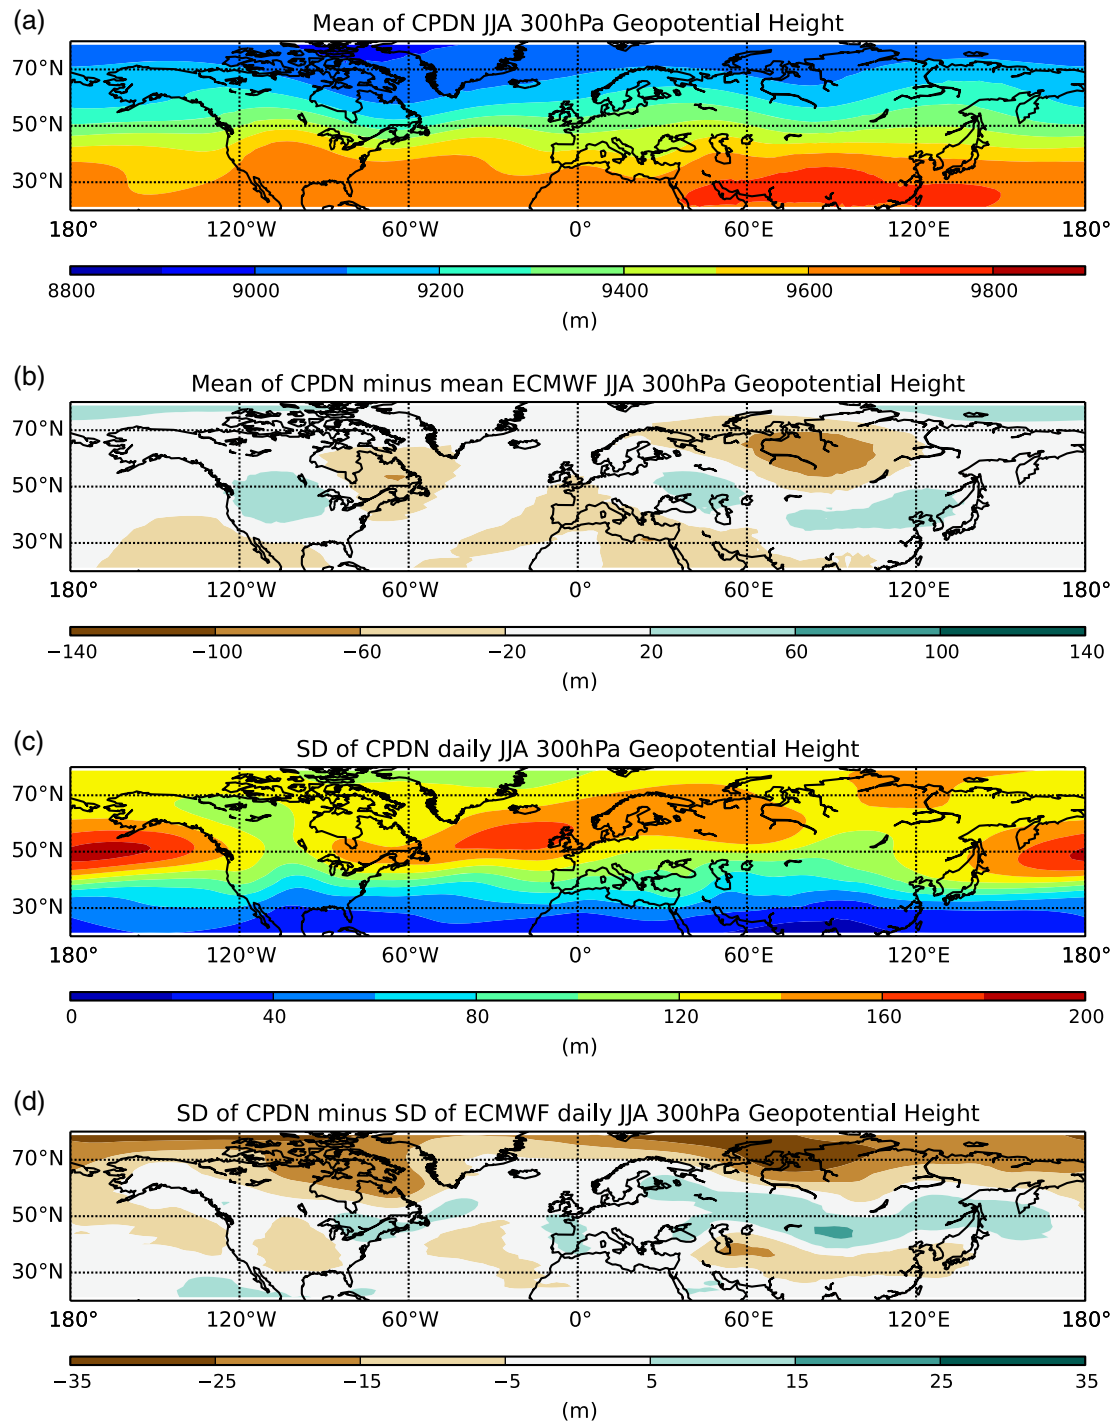 (a)
Mean of CPDN JJA 300hPa Geopotential Height
70°N
50°N
30°N
180° 120°W 60°W 0° 60°E 120°E 180°
8800 9000 9200 9400 9600 9800
(m)
(b)
Mean of CPDN minus mean ECMWF JJA 300hPa Geopotential Height
70°N
50°N
30°N
180° 120°W 60°W 0° 60°E 120°E 180°
−140 −100 −60 −20 20 60 100 140
(m)
(c)
SD of CPDN daily JJA 300hPa Geopotential Height
70°N
50°N
30°N
180° 120°W 60°W 0° 60°E 120°E 180°
0 40 80 120 160 200
(m)
(d)
SD of CPDN minus SD of ECMWF daily JJA 300hPa Geopotential Height
70°N
50°N
30°N
180° 120°W 60°W 0° 60°E 120°E 180°
−35 −25 −15 −5 5 15 25 35
(m)